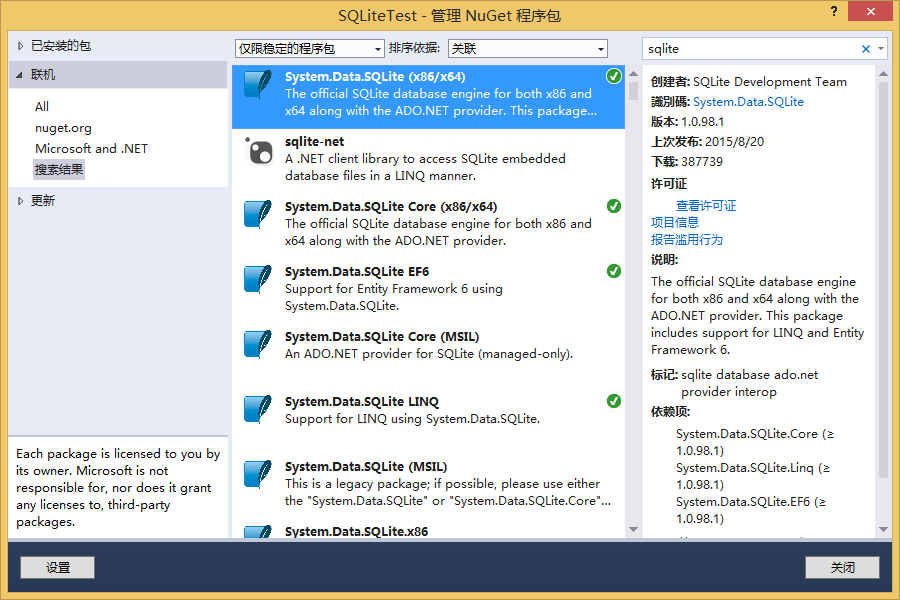 SQLiteTest - 管理 NuGet 程序包
?
已安装的包
联机
All
nuget.org
Microsoft and .NET
搜索结果
更新
Each package is licensed to you by
its owner. Microsoft is not
responsible for, nor does it grant
any licenses to, third-party
packages.
仅限稳定的程序包
排序依据:
关联
System.Data.SQLite (x86/x64)
The official SQLite database engine for both x86 and
x64 along with the ADO.NET provider. This package...
sqlite-net
A .NET client library to access SQLite embedded
database files in a LINQ manner.
System.Data.SQLite Core (x86/x64)
The official SQLite database engine for both x86 and
x64 along with the ADO.NET provider.
System.Data.SQLite EF6
Support for Entity Framework 6 using
System.Data.SQLite.
System.Data.SQLite Core (MSIL)
An ADO.NET provider for SQLite (managed-only).
System.Data.SQLite LINQ
Support for LINQ using System.Data.SQLite.
System.Data.SQLite (MSIL)
This is a legacy package; if possible, please use either
the "System.Data.SQLite" or "System.Data.SQLite.Core"...
System.Data.SQLite.x86
sqlite
创建者: SQLite Development Team
識別碼: System.Data.SQLite
版本: 1.0.98.1
上次发布: 2015/8/20
下载: 387739
许可证
查看许可证
项目信息
报告滥用行为
说明:
The official SQLite database engine
for both x86 and x64 along with the
ADO.NET provider. This package
includes support for LINQ and Entity
Framework 6.
标记: sqlite database ado.net
provider interop
依赖项:
System.Data.SQLite.Core (≥
1.0.98.1)
System.Data.SQLite.Linq (≥
1.0.98.1)
System.Data.SQLite.EF6 (≥
1.0.98.1)
设置
关闭